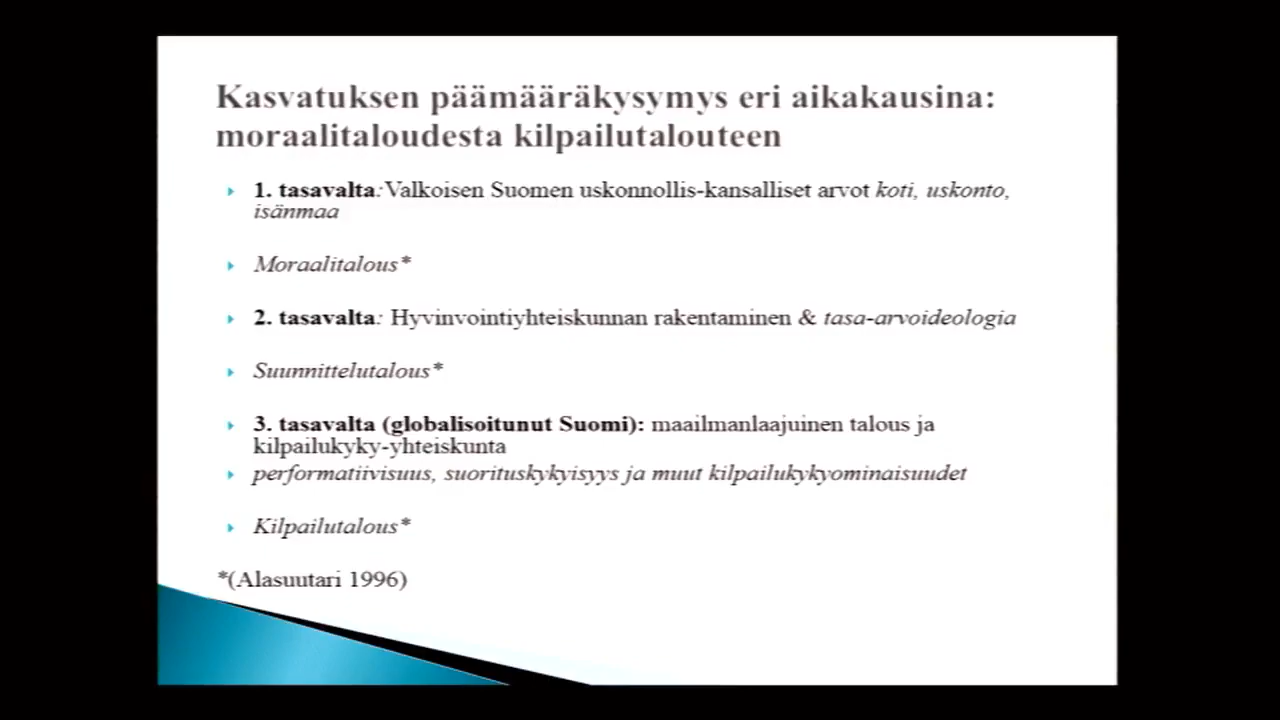 Kasvatuksen päämääräkysymys eri aikakausina:
moraalitaloudesta kilpailutalouteen
1. tasavalta:Valkoisen Suomen uskonnollis-kansalliset arvot koti, uskonto,
isänmaa
Moraalitalous*
2. tasavalta: Hyvinvointiyhteiskunnan rakentaminen & tasa-arvoideologia
Suunnittelutalous*
3. tasavalta (globalisoitunut Suomi): maailmanlaajuinen talous ja
kilpailukyky-yhteiskunta
performatiivisuus, suorituskykyisyys ja muut kilpailukykyominaisuudet
Kilpailutalous*
*(Alasuutari 1996)